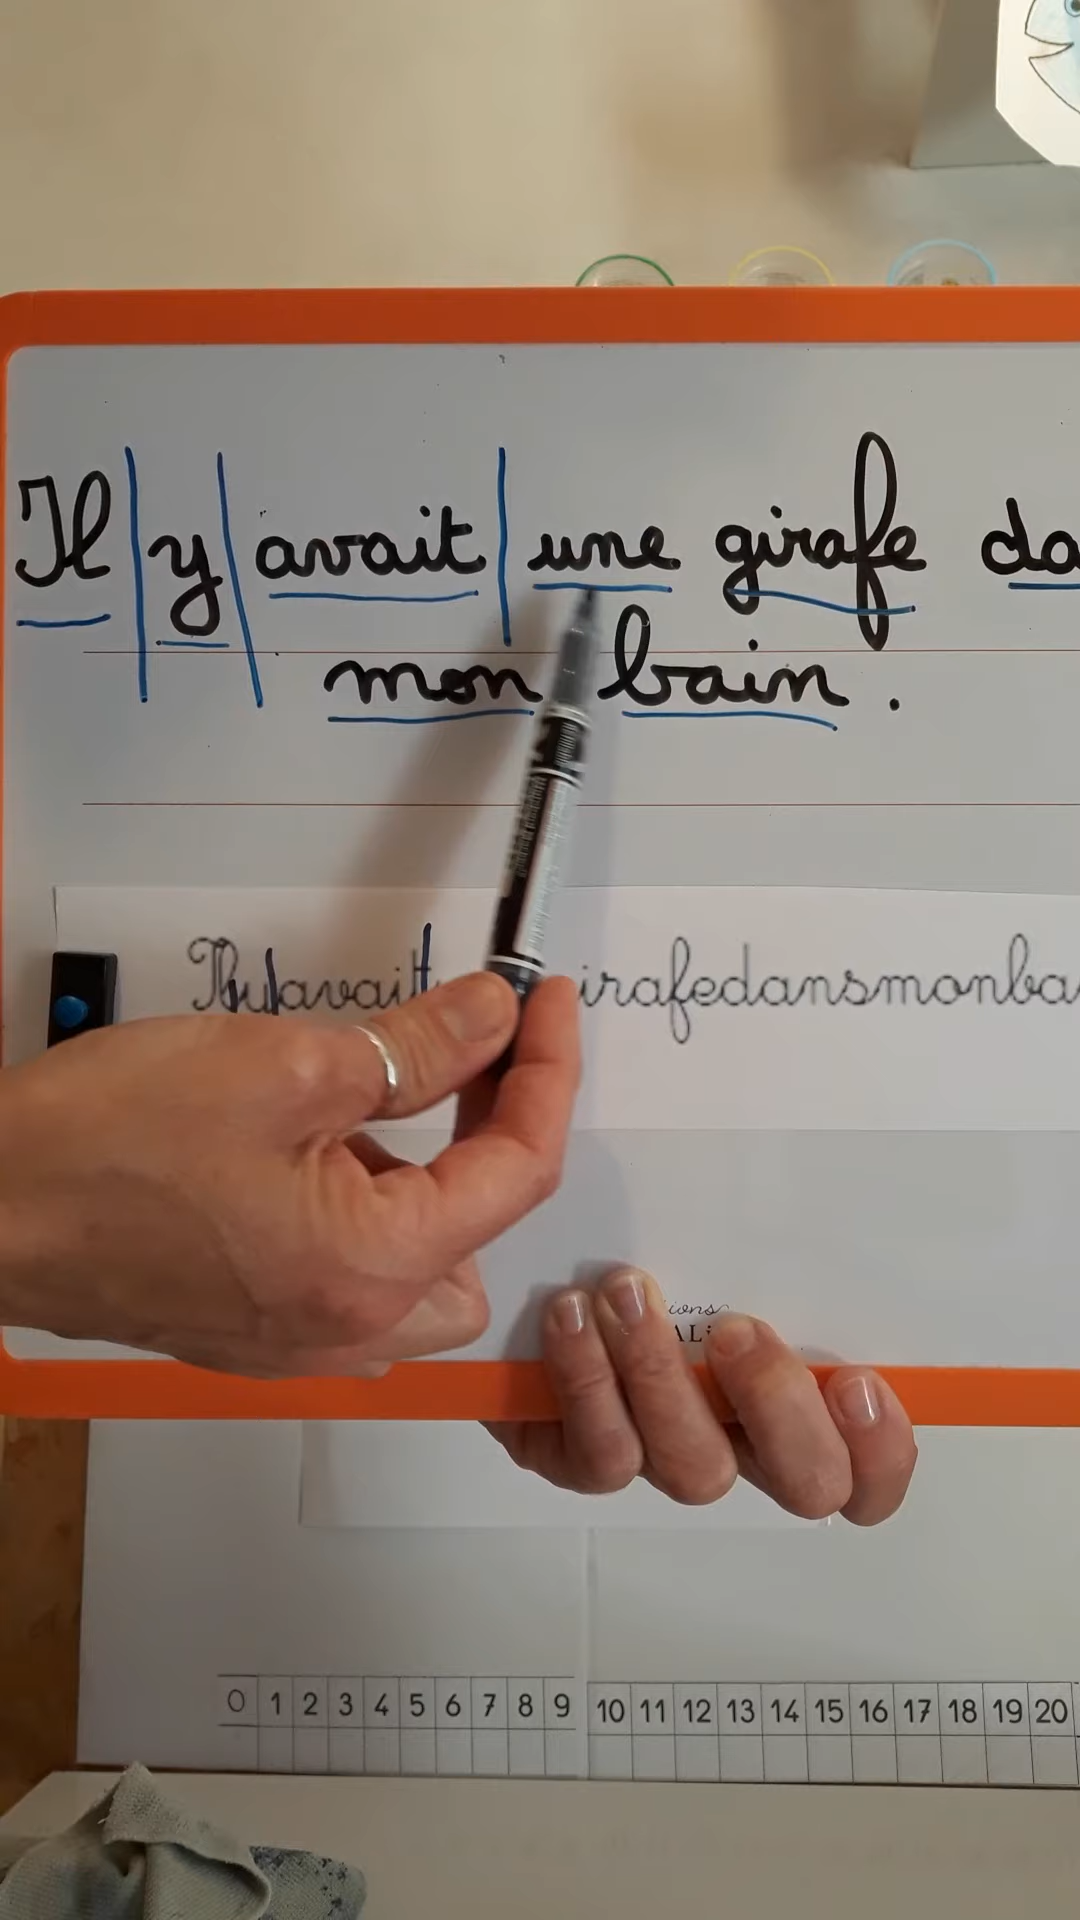 Il y avait une girafe da
mon bain .
Ilyavait irafedansmonba
0 1 2 3 4 5 6 7 8 9 10 11 12 13 14 15 16 17 18 19 20